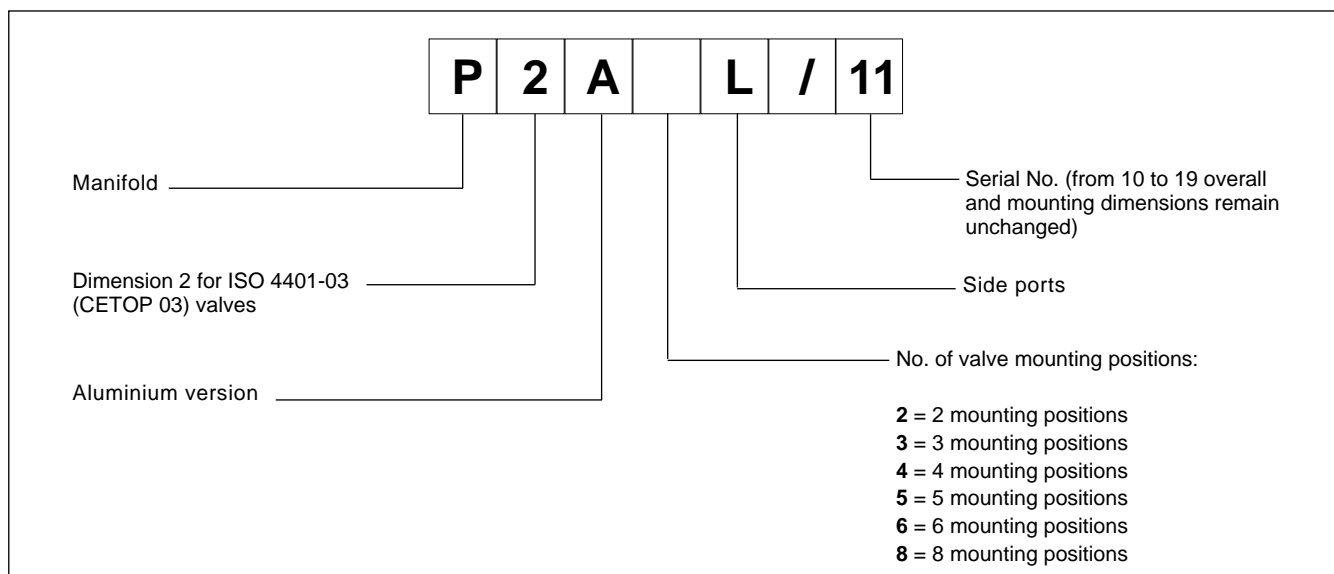 P 2 A L / 11
Manifold
Serial No. (from 10 to 19 overall
and mounting dimensions remain
unchanged)
Dimension 2 for ISO 4401-03
(CETOP 03) valves
Side ports
No. of valve mounting positions:
Aluminium version
2 = 2 mounting positions
3 = 3 mounting positions
4 = 4 mounting positions
5 = 5 mounting positions
6 = 6 mounting positions
8 = 8 mounting positions